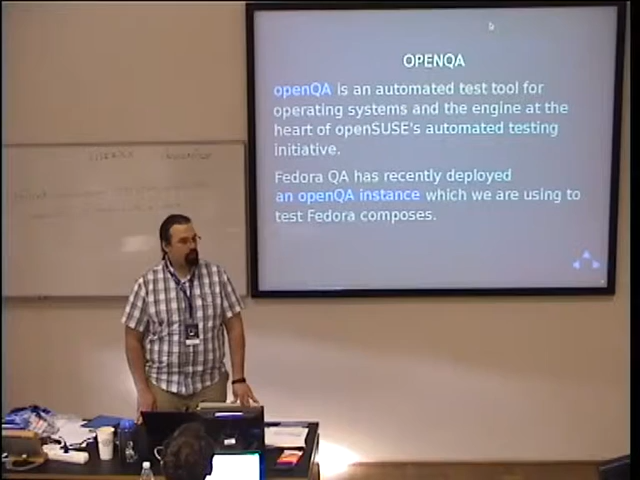 OPENQA
openQA is an automated test tool for
operating systems and the engine at the
heart of openSUSE's automated testing
initiative.
Fedora QA has recently deployed
an openQA instance which we are using to
test Fedora composes.